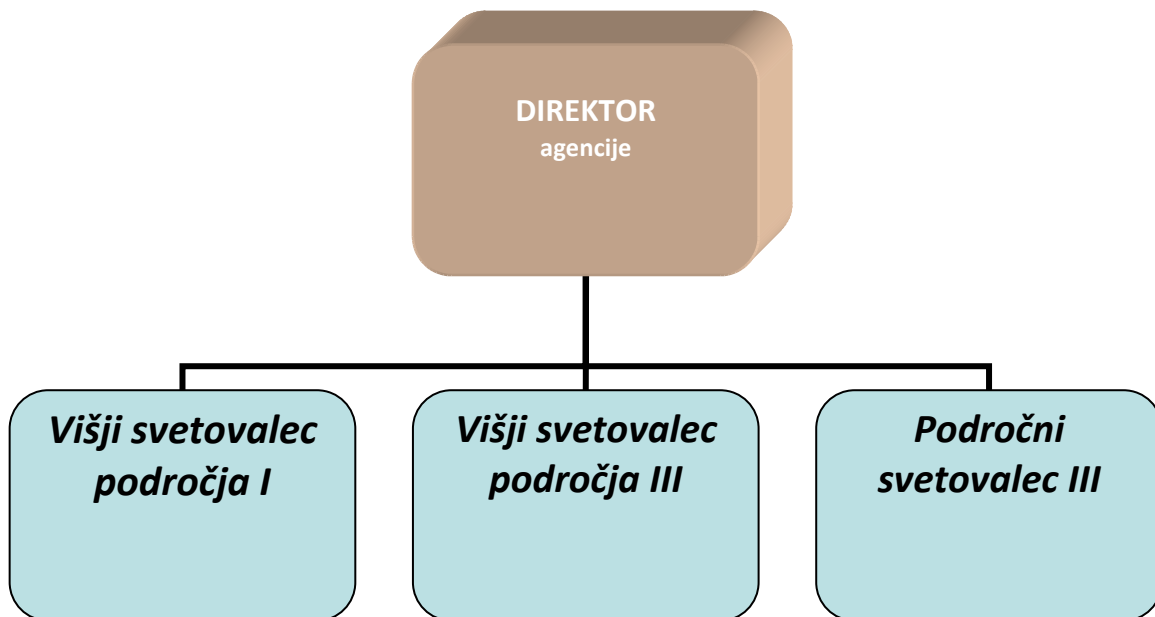 DIREKTOR
agencije
Višji svetovalec
področja I
Višji svetovalec
področja III
Področni
svetovalec III